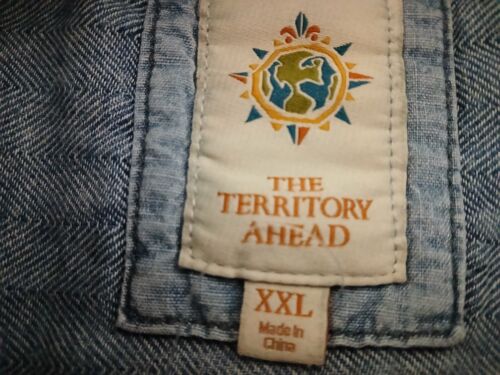 THE
TERRITORY
AHEAD
XXL
Made in
China